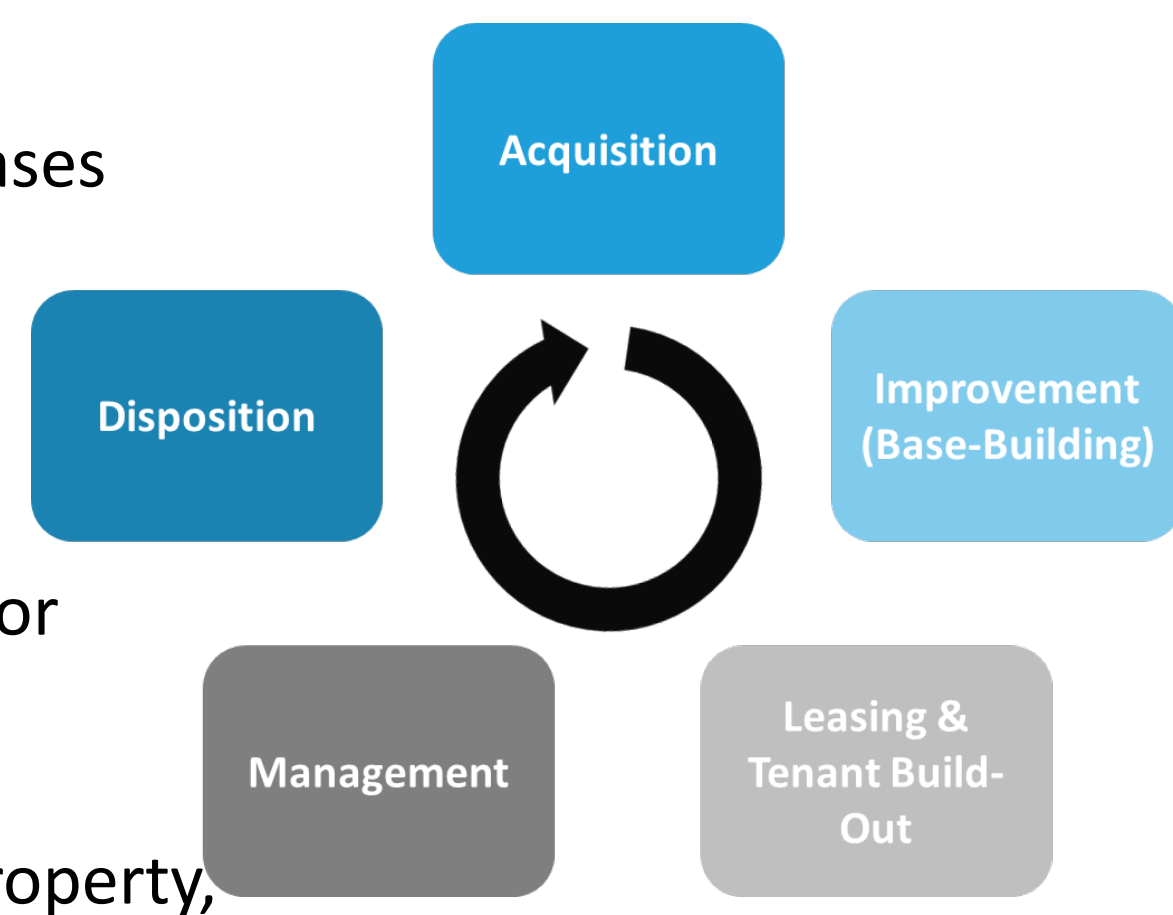 ases
or
roperty,
Acquisition
Improvement
(Base-Building)
Leasing &
Tenant Build-
Out
Management
Disposition